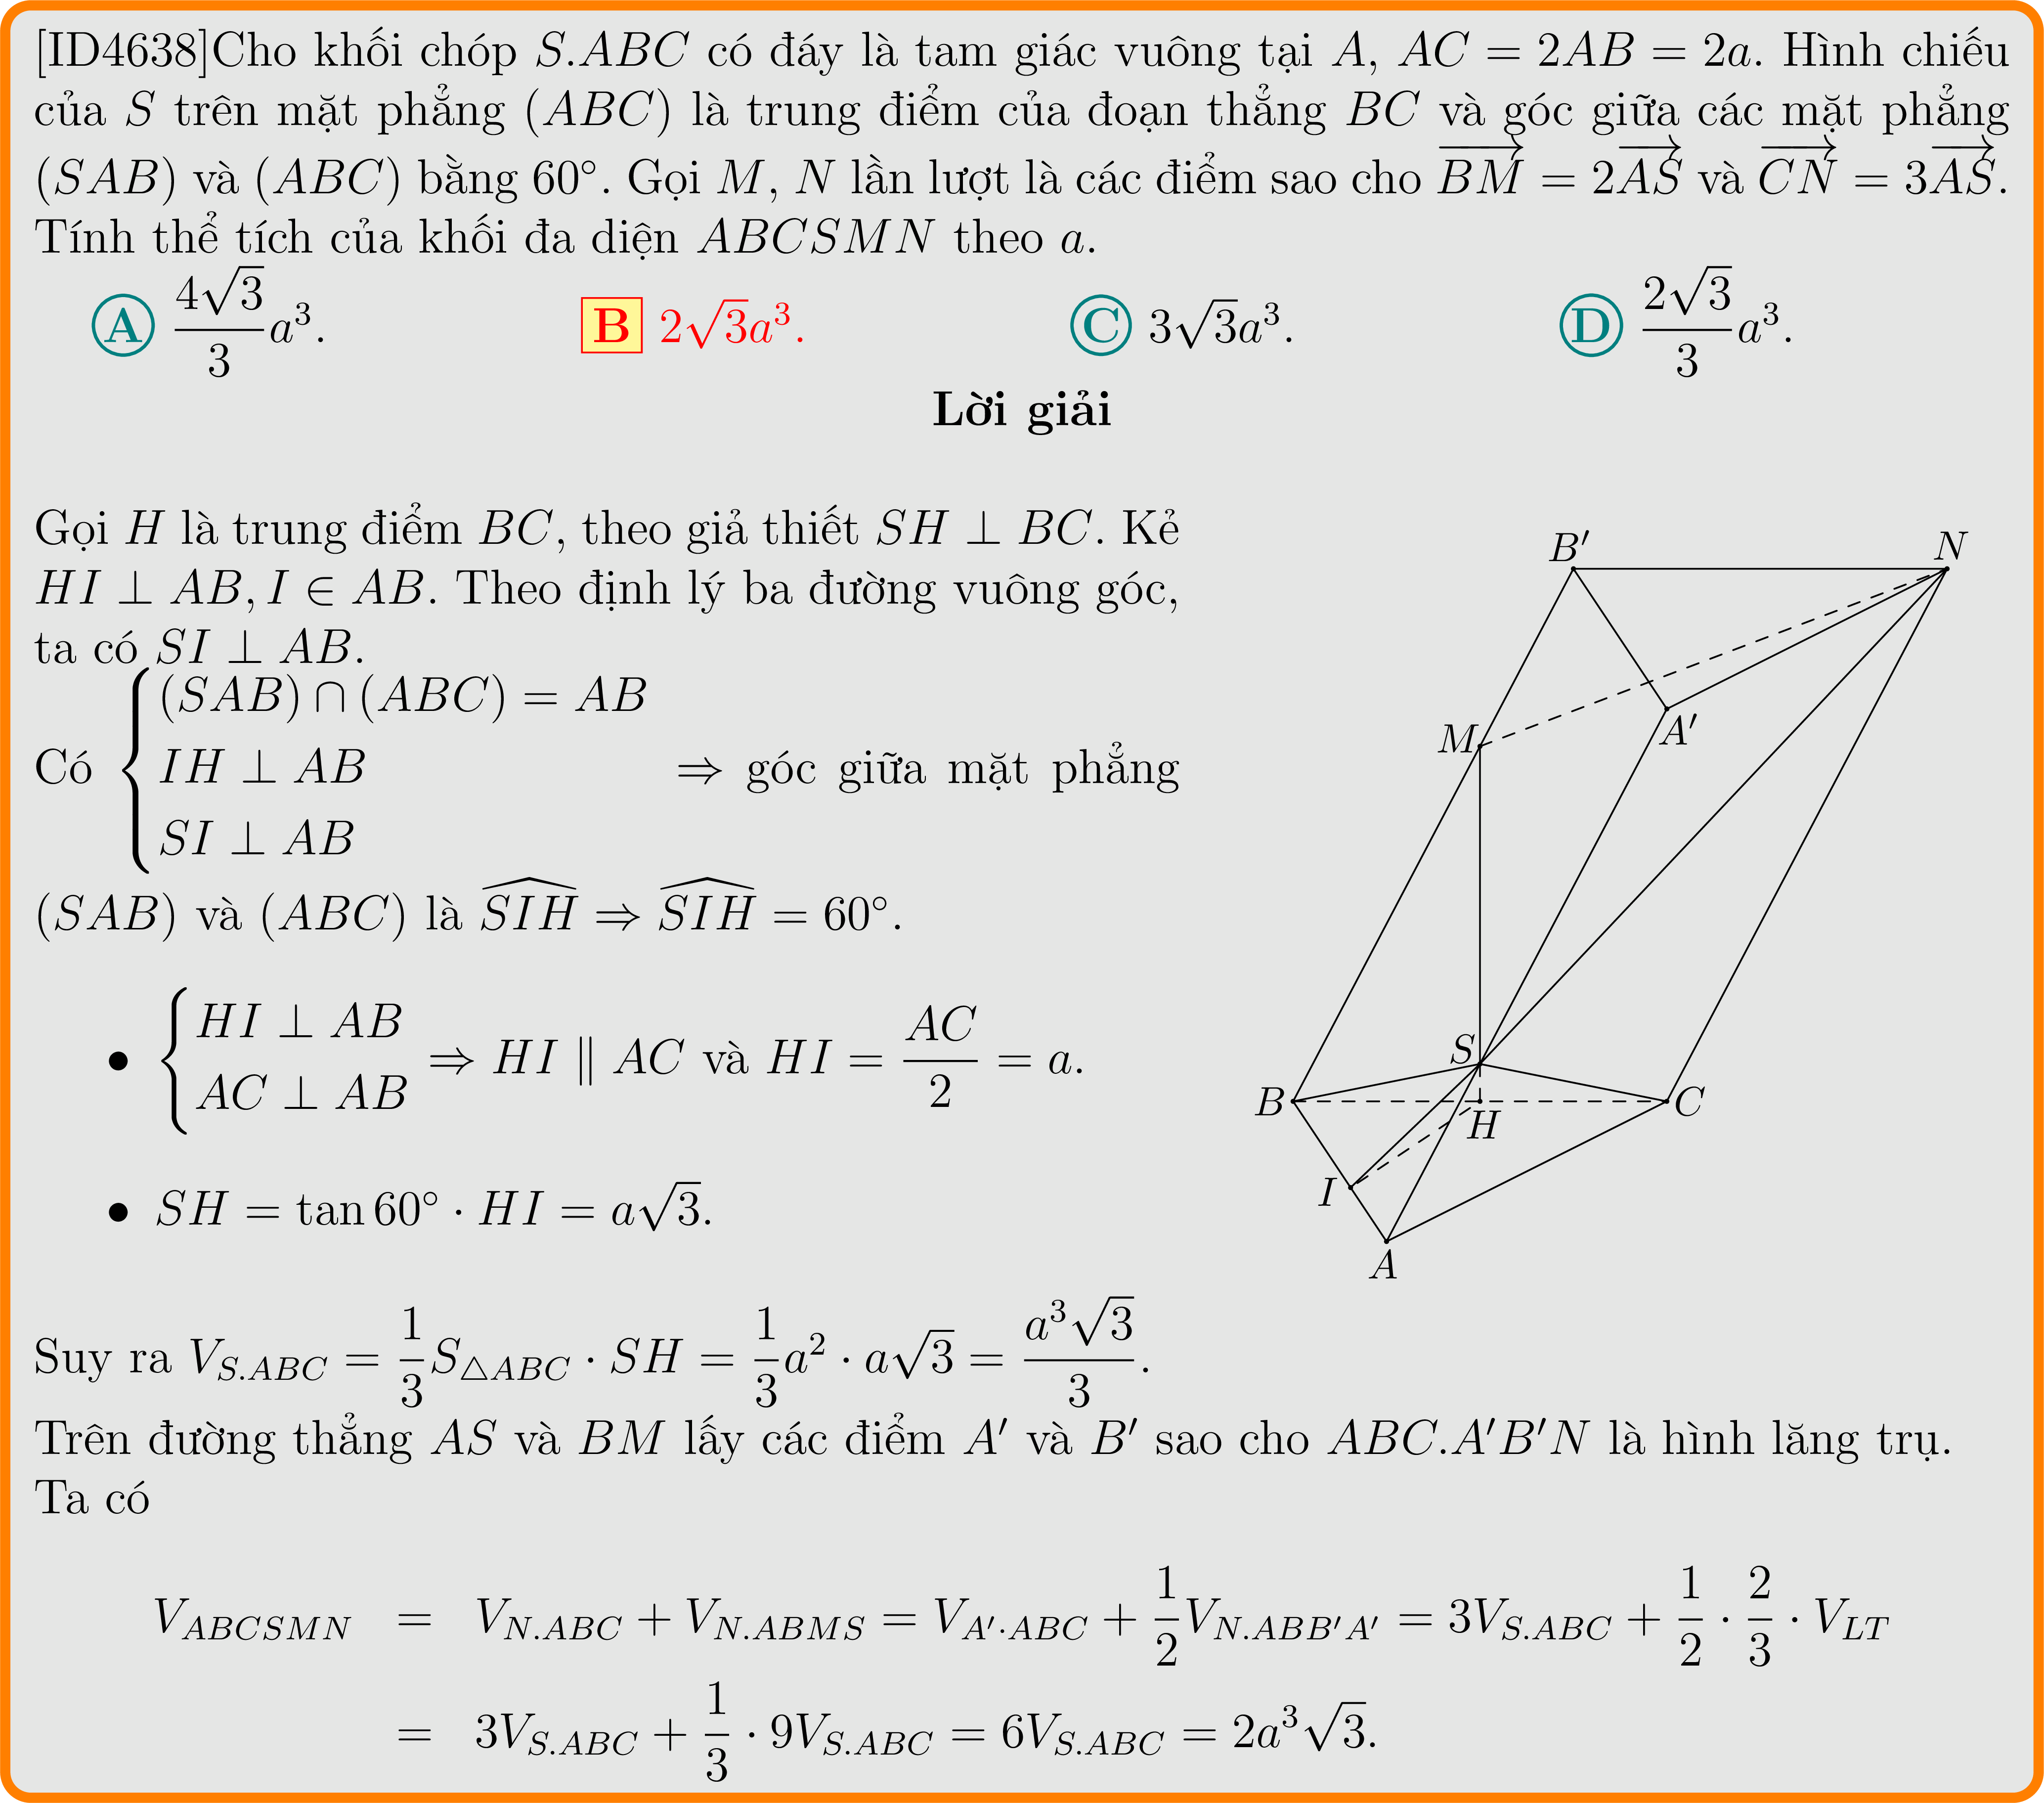 [ID4638]Cho khối chóp S.ABC có đáy là tam giác vuông tại A, AC = 2AB = 2a. Hình chiếu
của S trên mặt phẳng (ABC) là trung điểm của đoạn thẳng BC và góc giữa các mặt phẳng
(SAB) và (ABC) bằng 60°. Gọi M, N lần lượt là các điểm sao cho $\overrightarrow{BM} = 2\overrightarrow{AS}$ và $\overrightarrow{CN} = 3\overrightarrow{AS}$.
Tính thể tích của khối đa diện ABCSMN theo a.
A $\frac{4\sqrt{3}}{3}a^3$. B $2\sqrt{3}a^3$. C $3\sqrt{3}a^3$. D $\frac{2\sqrt{3}}{3}a^3$.
Lời giải
Gọi H là trung điểm BC, theo giả thiết SH ⊥ BC. Kẻ
HI ⊥ AB, I ∈ AB. Theo định lý ba đường vuông góc,
ta có SI ⊥ AB.
Có $\begin{cases} (SAB) \cap (ABC) = AB \\ IH \perp AB \\ SI \perp AB \end{cases}$ ⇒ góc giữa mặt phẳng
(SAB) và (ABC) là $\widehat{SIH} \Rightarrow \widehat{SIH} = 60°$.
• $\begin{cases} HI \perp AB \\ AC \perp AB \end{cases} \Rightarrow HI \parallel AC$ và $HI = \frac{AC}{2} = a$.
• $SH = \tan 60° \cdot HI = a\sqrt{3}$.
B′
N
M
A′
S
B
H
C
I
A
Suy ra $V_{S.ABC} = \frac{1}{3}S_{\triangle ABC} \cdot SH = \frac{1}{3}a^2 \cdot a\sqrt{3} = \frac{a^3\sqrt{3}}{3}$.
Trên đường thẳng AS và BM lấy các điểm A′ và B′ sao cho ABC.A′B′N là hình lăng trụ.
Ta có
$V_{ABCSMN} = V_{N.ABC} + V_{N.ABMS} = V_{A'\cdot ABC} + \frac{1}{2}V_{N.ABB'A'} = 3V_{S.ABC} + \frac{1}{2} \cdot \frac{2}{3} \cdot V_{LT}$
$= 3V_{S.ABC} + \frac{1}{3} \cdot 9V_{S.ABC} = 6V_{S.ABC} = 2a^3\sqrt{3}$.